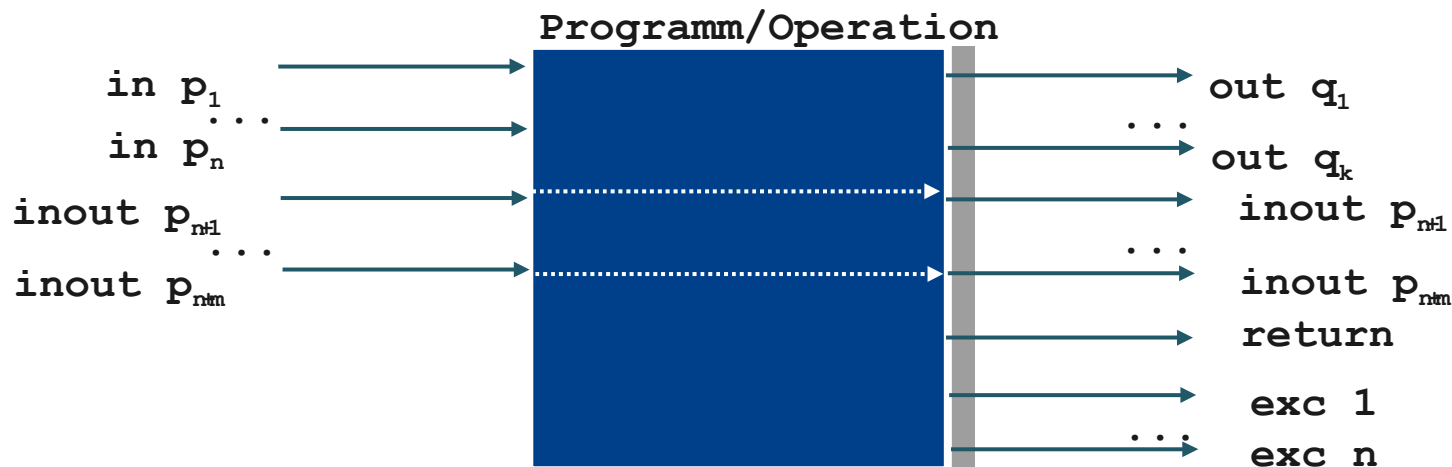 Programm/Operation
in p₁
...
in pₙ
inout pₙ₊₁
...
inout pₙ₊ₘ
out q₁
...
out qₖ
inout pₙ₊₁
...
inout pₙ₊ₘ
return
exc 1
...
exc n